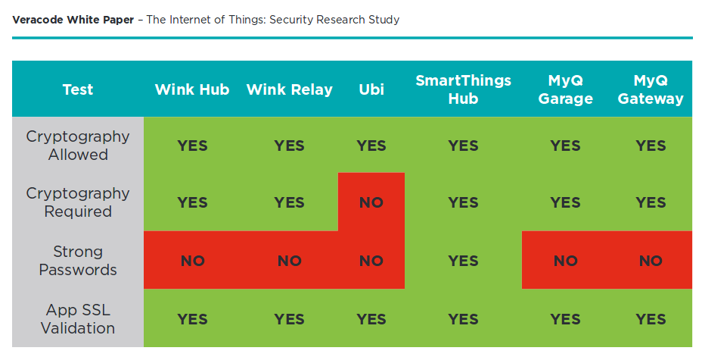 Veracode White Paper – The Internet of Things: Security Research Study
Test Wink Hub Wink Relay Ubi SmartThings Hub MyQ Garage MyQ Gateway
Cryptography Allowed YES YES YES YES YES YES
Cryptography Required YES YES NO YES YES YES
Strong Passwords NO NO NO YES NO NO
App SSL Validation YES YES YES YES YES YES